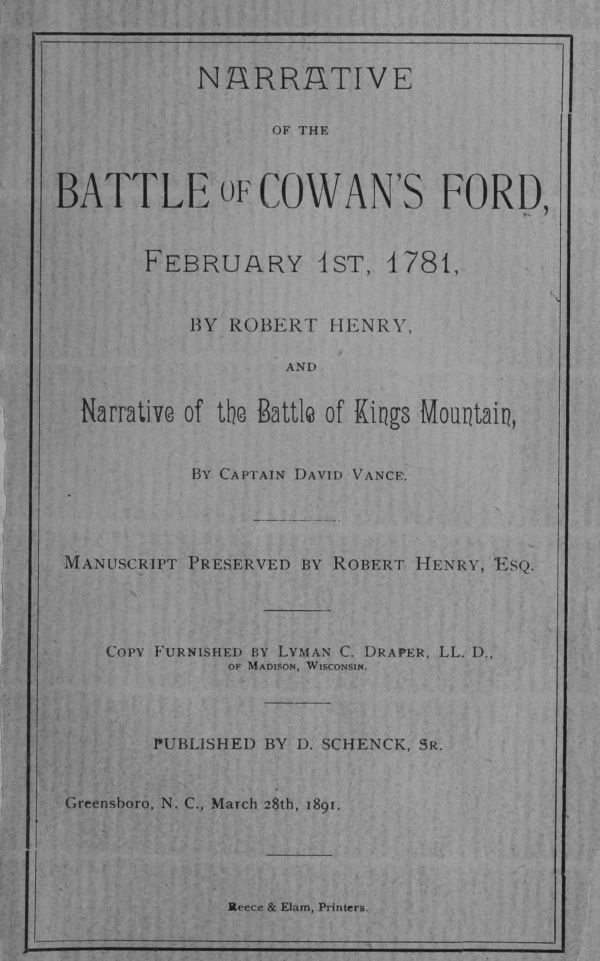 NARRATIVE
OF THE
BATTLE OF COWAN'S FORD,
FEBRUARY 1ST, 1781,
BY ROBERT HENRY,
AND
Narrative of the Battle of Kings Mountain,
BY CAPTAIN DAVID VANCE.
MANUSCRIPT PRESERVED BY ROBERT HENRY, ESQ.
COPY FURNISHED BY LYMAN C. DRAPER, LL. D.,
OF MADISON, WISCONSIN.
PUBLISHED BY D. SCHENCK, SR.
Greensboro, N. C., March 28th, 1891.
Reece & Elam, Printers.